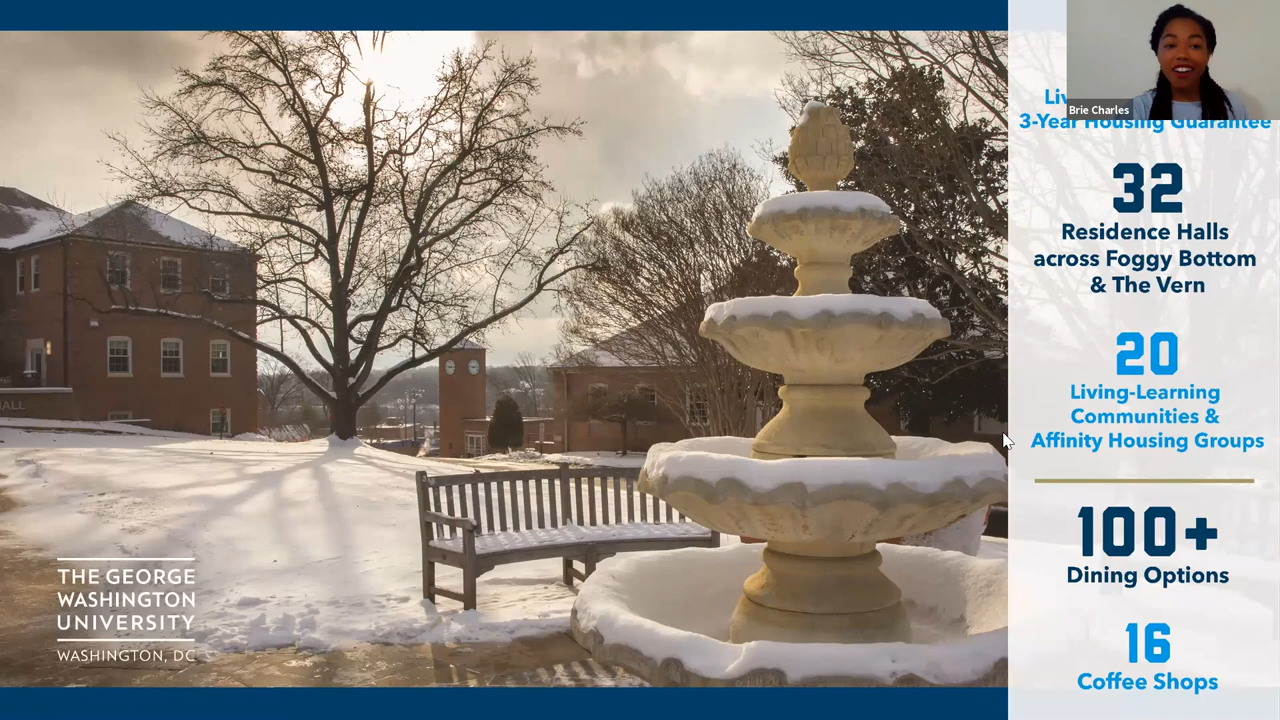 Brie Charles
3-Year Housing Guarantee
32
Residence Halls
across Foggy Bottom
& The Vern
20
Living-Learning
Communities &
Affinity Housing Groups
100+
Dining Options
16
Coffee Shops
HALL
THE GEORGE
WASHINGTON
UNIVERSITY
WASHINGTON, DC